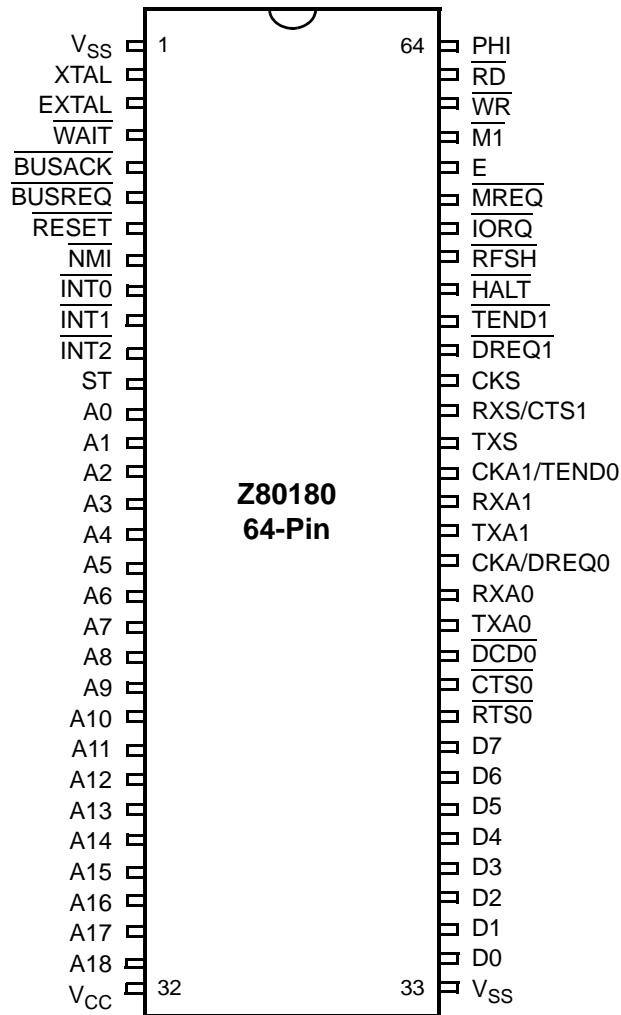 VSS 1 64 PHI
XTAL RD
EXTAL WR
WAIT M1
BUSACK E
BUSREQ MREQ
RESET IORQ
NMI RFSH
INT0 HALT
INT1 TEND1
INT2 DREQ1
ST CKS
A0 RXS/CTS1
A1 TXS
A2 CKA1/TEND0
A3 Z80180 RXA1
A4 64-Pin TXA1
A5 CKA/DREQ0
A6 RXA0
A7 TXA0
A8 DCD0
A9 CTS0
A10 RTS0
A11 D7
A12 D6
A13 D5
A14 D4
A15 D3
A16 D2
A17 D1
A18 D0
VCC 32 33 VSS